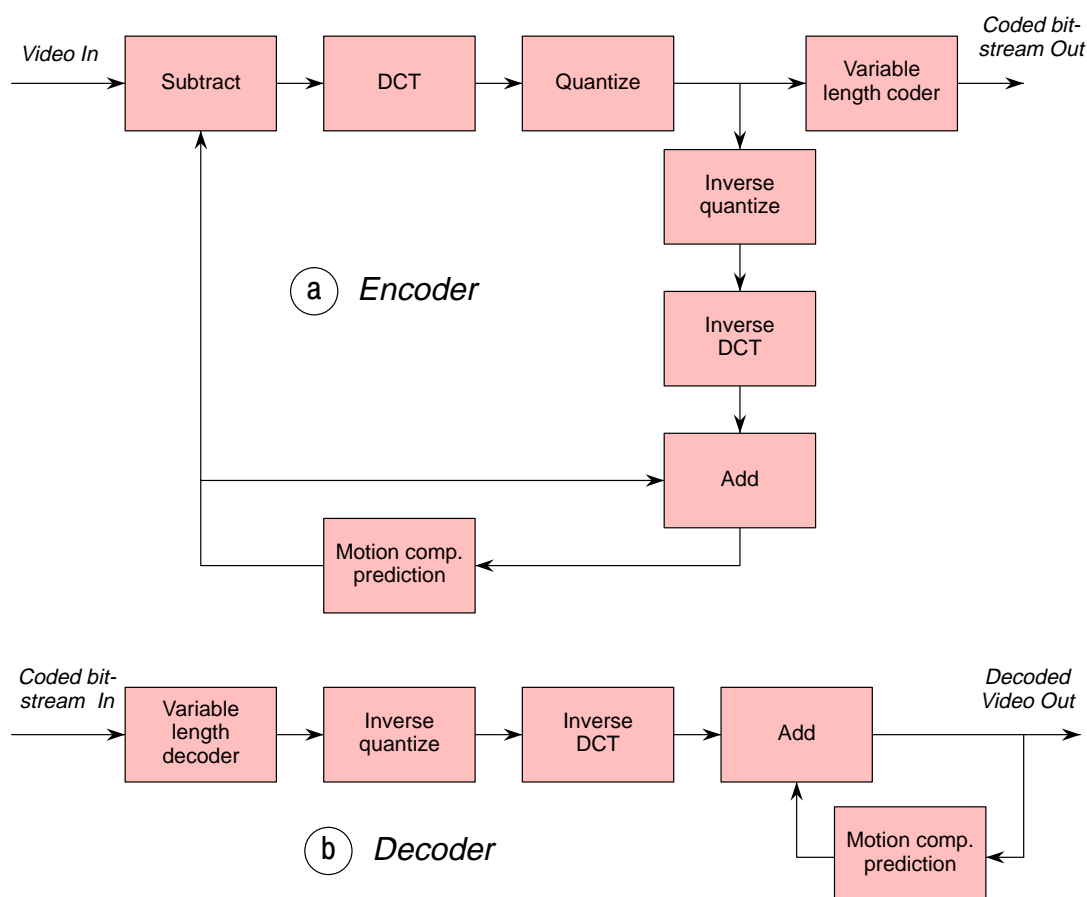 Video In
Subtract
DCT
Quantize
Variable
length coder
Coded bit-
stream Out
Inverse
quantize
a Encoder
Inverse
DCT
Add
Motion comp.
prediction
Coded bit-
stream In
Variable
length
decoder
Inverse
quantize
Inverse
DCT
Add
Decoded
Video Out
Motion comp.
prediction
b Decoder